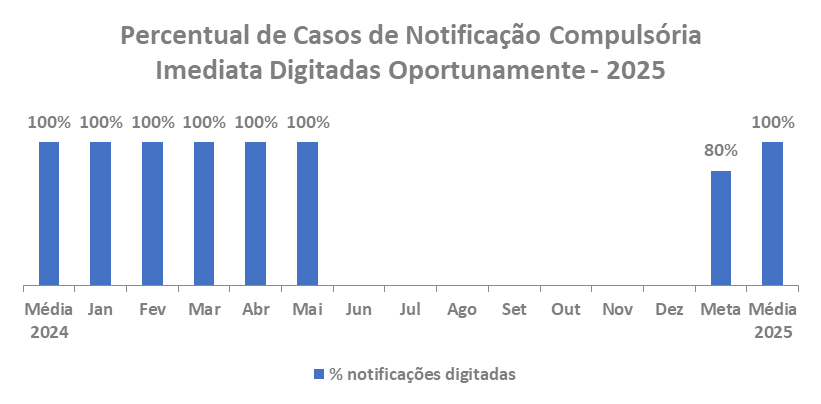 Percentual de Casos de Notificação Compulsória
Imediata Digitadas Oportunamente - 2025
100% 100% 100% 100% 100% 100% 80% 100%
Média 2024 Jan Fev Mar Abr Mai Jun Jul Ago Set Out Nov Dez Meta Média 2025
% notificações digitadas